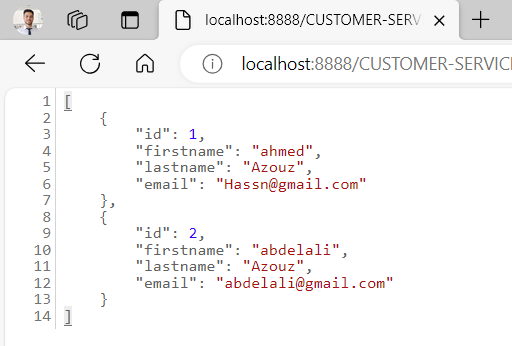 localhost:8888/CUSTOMER-SERV
localhost:8888/CUSTOMER-SERVIC
1 [
2 {
3 "id": 1,
4 "firstname": "ahmed",
5 "lastname": "Azouz",
6 "email": "Hassn@gmail.com"
7 },
8 {
9 "id": 2,
10 "firstname": "abdelali",
11 "lastname": "Azouz",
12 "email": "abdelali@gmail.com"
13 }
14 ]